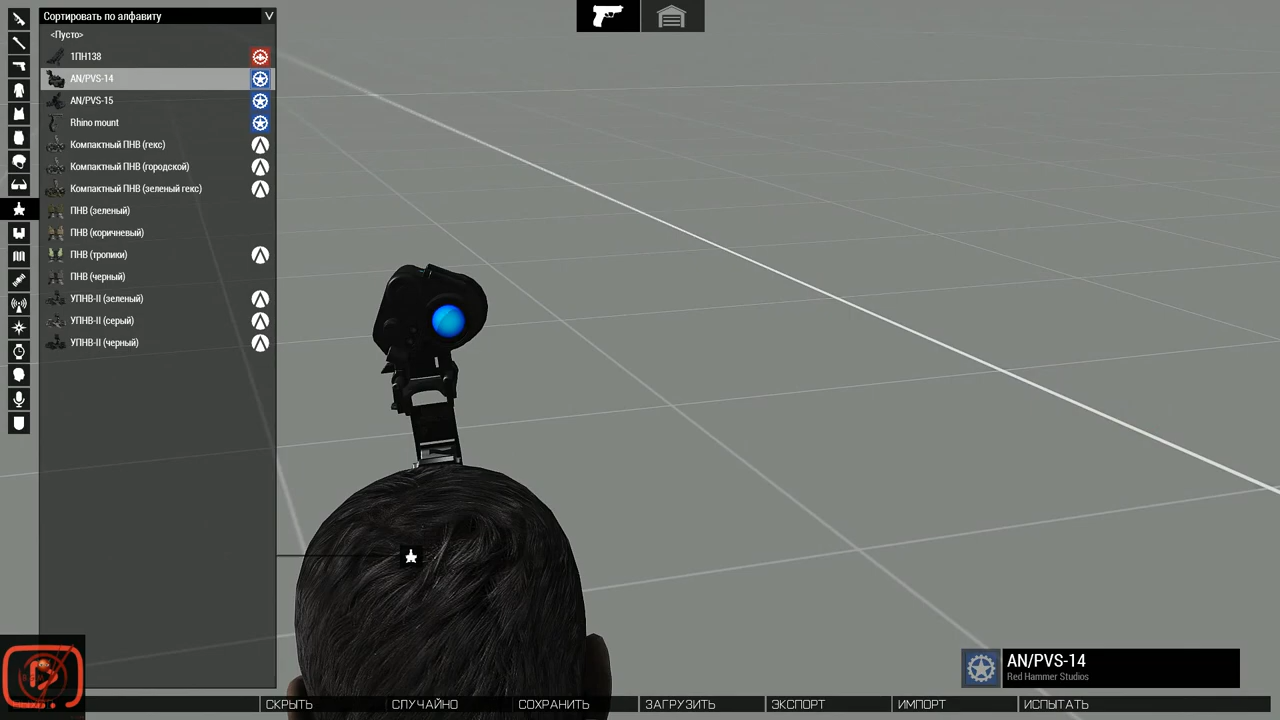 Сортировать по алфавиту
<Пусто>
1ПН138
AN/PVS-14
AN/PVS-15
Rhino mount
Компактный ПНВ (гекс)
Компактный ПНВ (городской)
Компактный ПНВ (зеленый гекс)
ПНВ (зеленый)
ПНВ (коричневый)
ПНВ (тропики)
ПНВ (черный)
УПНВ-II (зеленый)
УПНВ-II (серый)
УПНВ-II (черный)
AN/PVS-14
Red Hammer Studios
СКРЫТЬ
СЛУЧАЙНО
СОХРАНИТЬ
ЗАГРУЗИТЬ
ЭКСПОРТ
ИМПОРТ
ИСПЫТАТЬ